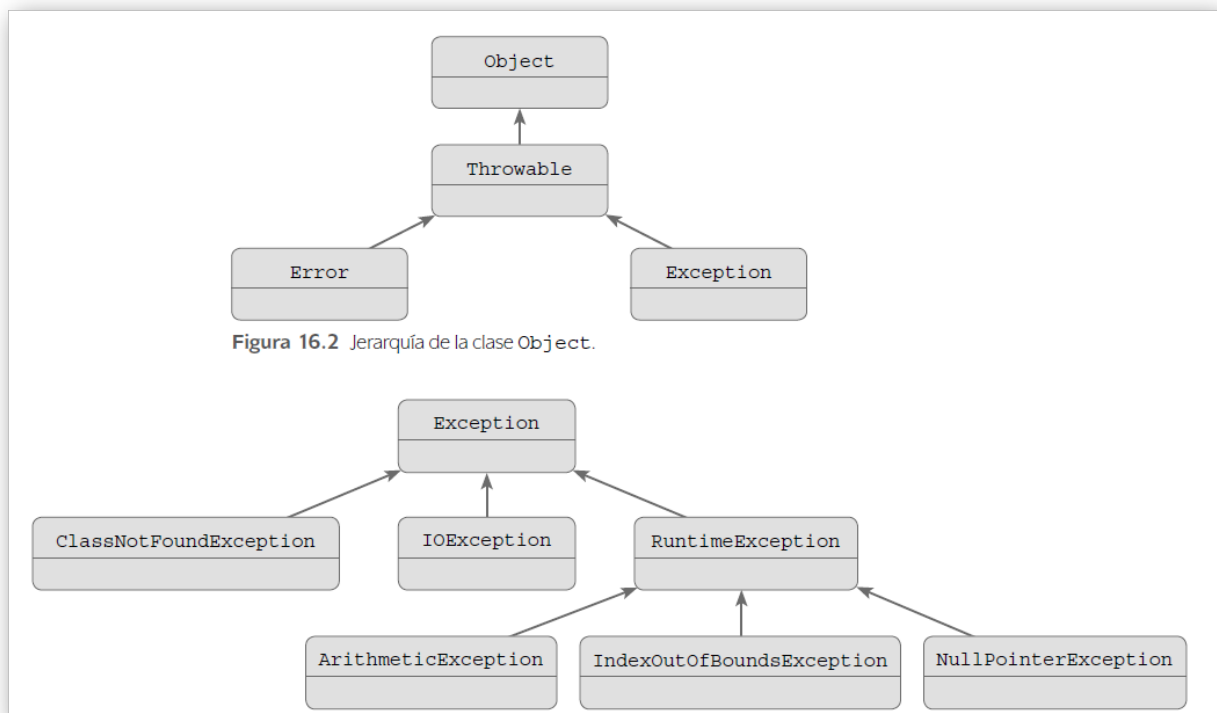 Object
Throwable
Error
Exception
Figura 16.2 Jerarquía de la clase Object.
Exception
ClassNotFoundException
IOException
RuntimeException
ArithmeticException
IndexOutOfBoundsException
NullPointerException